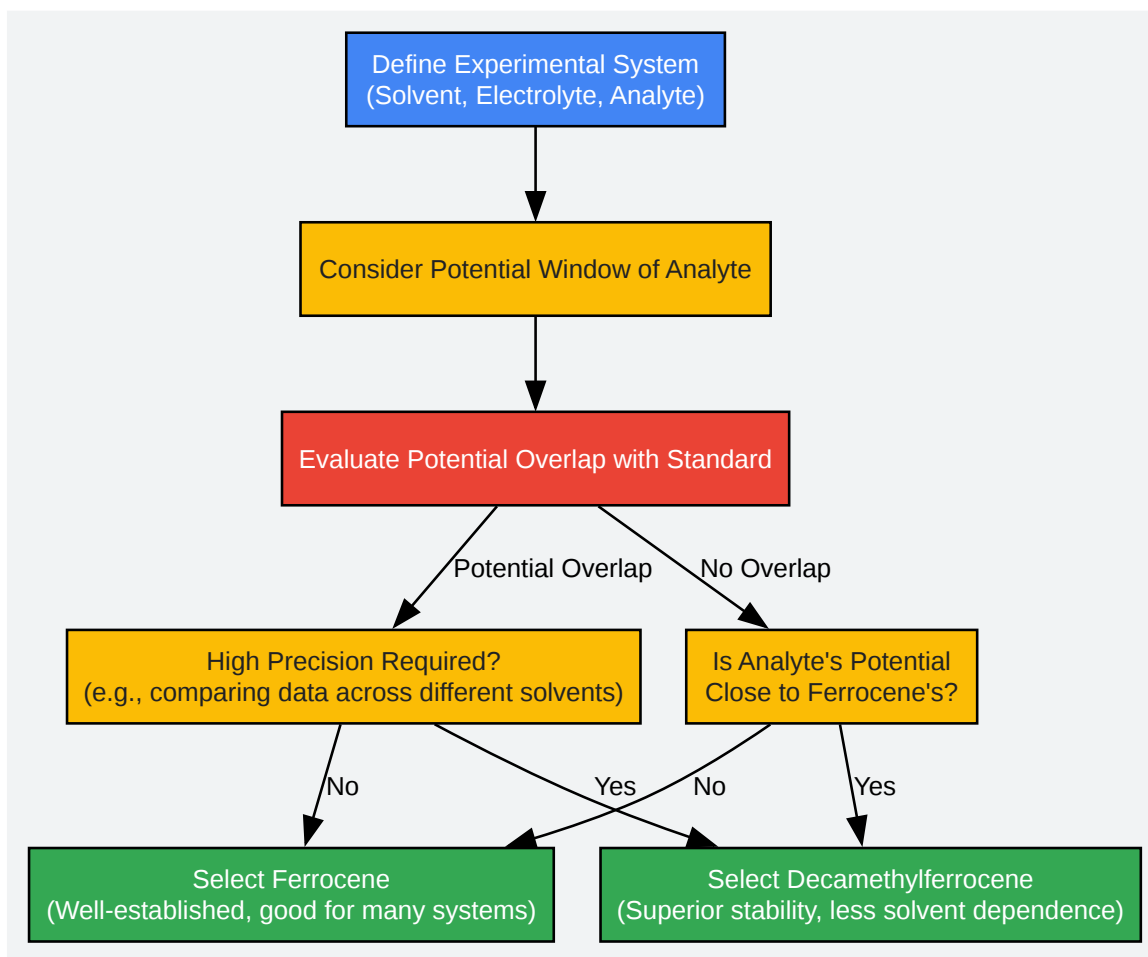 Define Experimental System
(Solvent, Electrolyte, Analyte)
Consider Potential Window of Analyte
Evaluate Potential Overlap with Standard
Potential Overlap
No Overlap
High Precision Required?
(e.g., comparing data across different solvents)
Is Analyte's Potential
Close to Ferrocene's?
No
Yes
No
Yes
Select Ferrocene
(Well-established, good for many systems)
Select Decamethylferrocene
(Superior stability, less solvent dependence)